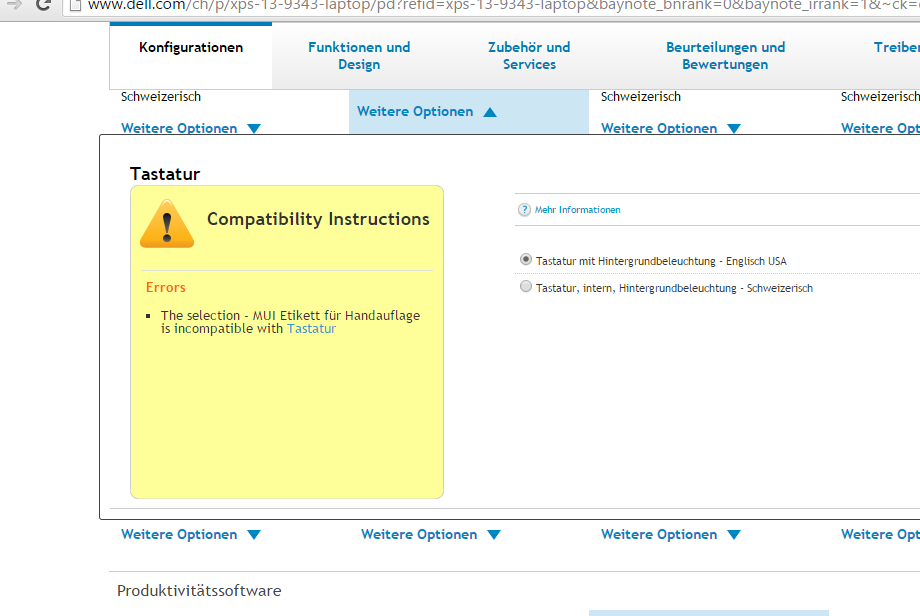 www.dell.com/ch/p/xps-13-9343-laptop/pd?refid=xps-13-9343-laptop&baynote_bnrank=0&baynote_irrank=1&~ck=
Konfigurationen
Funktionen und
Design
Zubehör und
Services
Beurteilungen und
Bewertungen
Treiber
Schweizerisch
Weitere Optionen
Weitere Optionen
Schweizerisch
Weitere Optionen
Schweizerisch
Weitere Opt
Tastatur
Compatibility Instructions
Errors
The selection - MUI Etikett für Handauflage
is incompatible with Tastatur
? Mehr Informationen
Tastatur mit Hintergrundbeleuchtung - Englisch USA
Tastatur, intern, Hintergrundbeleuchtung - Schweizerisch
Weitere Optionen
Weitere Optionen
Weitere Optionen
Weitere Opt
Produktivitätssoftware